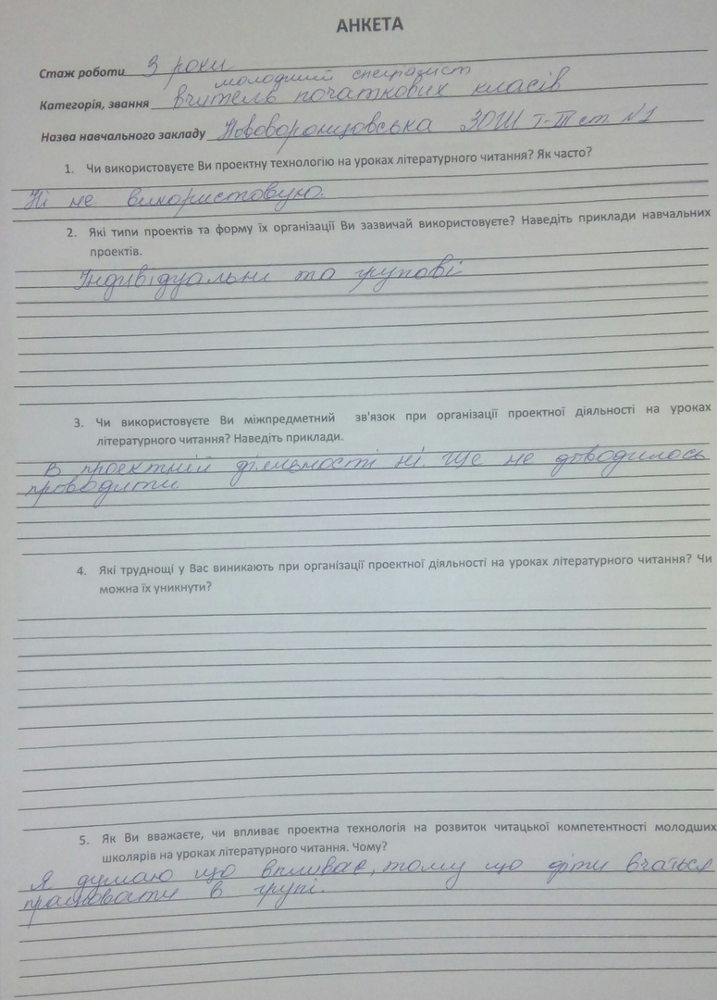 АНКЕТА
Стаж роботи 3 роки
молодший спеціаліст
Категорія, звання вчитель початкових класів
Назва навчального закладу Нововоронцовська ЗОШ І-ІІІ ст №1
1. Чи використовуєте Ви проектну технологію на уроках літературного читання? Як часто?
Ні не використовую.
2. Які типи проектів та форму їх організації Ви зазвичай використовуєте? Наведіть приклади навчальних
проектів.
Індивідуальні та групові
3. Чи використовуєте Ви міжпредметний зв'язок при організації проектної діяльності на уроках
літературного читання? Наведіть приклади.
В проектній діяльності ні. Ще не доводилось
проводити
4. Які труднощі у Вас виникають при організації проектної діяльності на уроках літературного читання? Чи
можна їх уникнути?
5. Як Ви вважаєте, чи впливає проектна технологія на розвиток читацької компетентності молодших
школярів на уроках літературного читання. Чому?
Я думаю що впливає, тому що діти вчаться
працювати в групі.